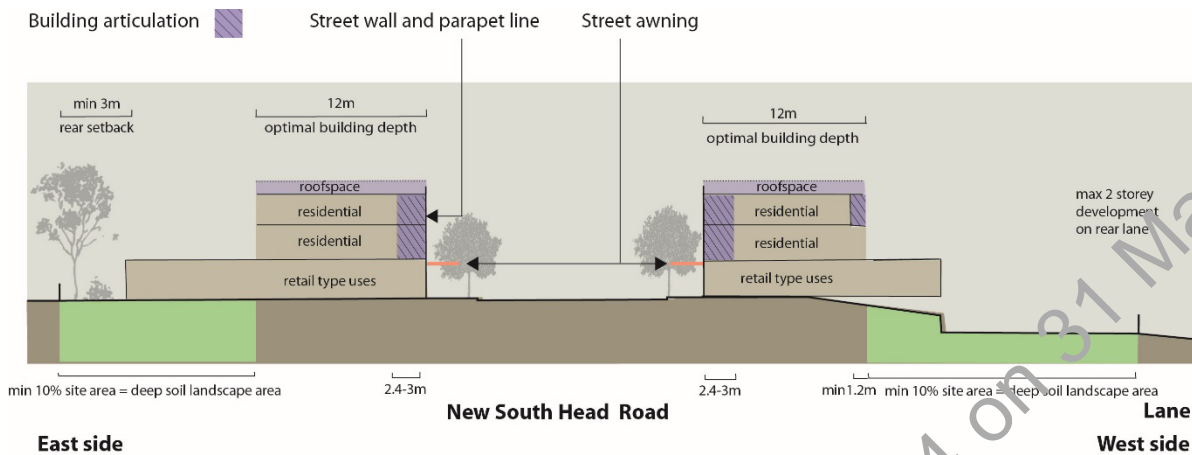 Building articulation
Street wall and parapet line
Street awning
min 3m
rear setback
12m
optimal building depth
12m
optimal building depth
roofspace
residential
residential
retail type uses
roofspace
residential
residential
retail type uses
max 2 storey
development
on rear lane
min 10% site area = deep soil landscape area
2.4-3m
2.4-3m
min1.2m
min 10% site area = deep soil landscape area
New South Head Road
Lane
East side
West side
on 31 Ma